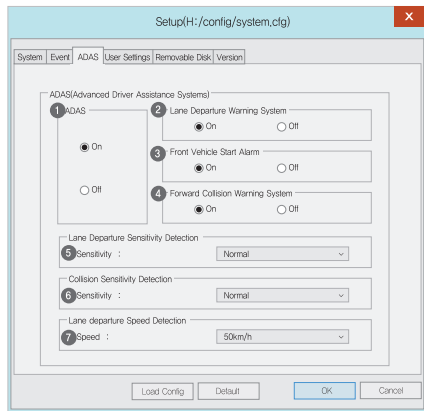 Setup(H:/config/system,cfg)
X
System Event ADAS User Settings Removable Disk Version
ADAS(Advanced Driver Assistance Systems)
1 ADAS
On
Off
2 Lane Departure Warning System
On Off
3 Front Vehicle Start Alarm
On Off
4 Forward Collision Warning System
On Off
Lane Departure Sensitivity Detection
5 Sensitivity : Normal
Collision Sensitivity Detection
6 Sensitivity : Normal
Lane departure Speed Detection
7 Speed : 50km/h
Load Config Default OK Cancel